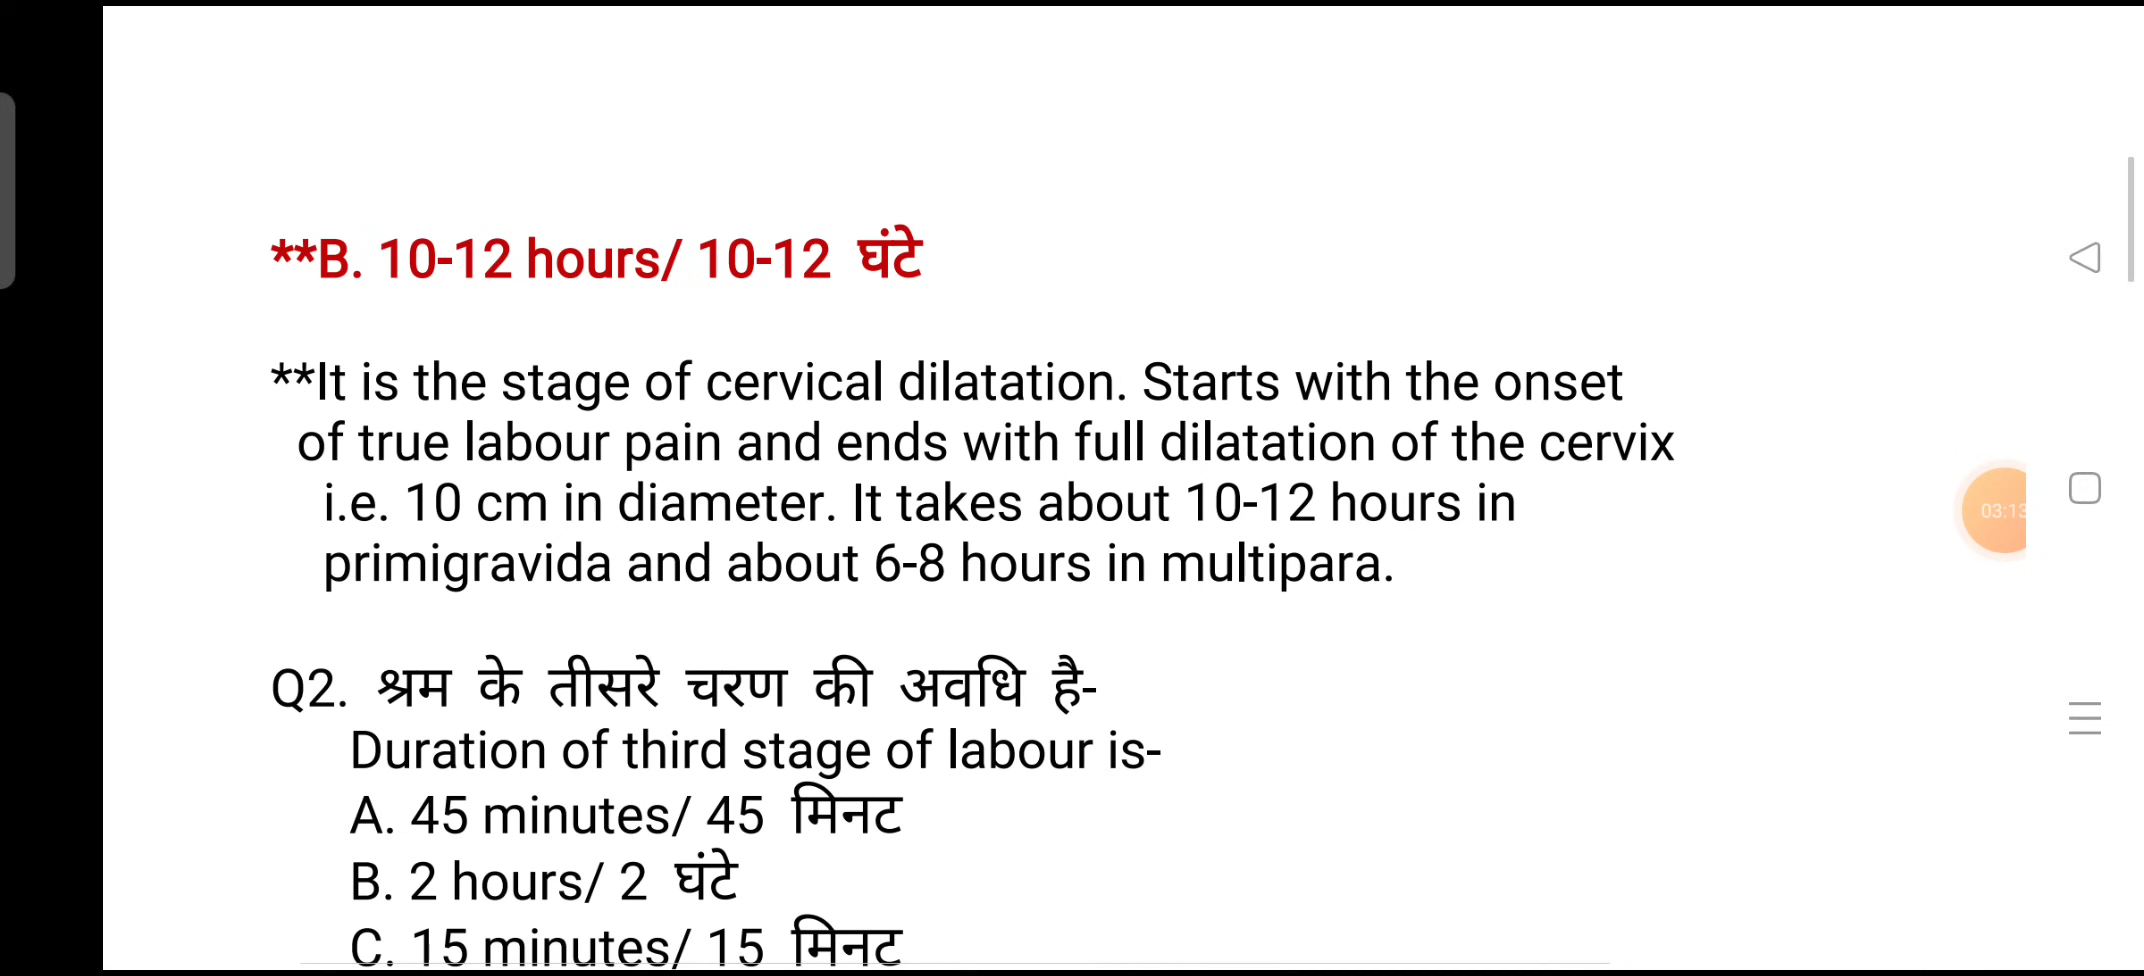 **B. 10-12 hours/ 10-12 घंटे
**It is the stage of cervical dilatation. Starts with the onset
of true labour pain and ends with full dilatation of the cervix
i.e. 10 cm in diameter. It takes about 10-12 hours in
primigravida and about 6-8 hours in multipara.
Q2. श्रम के तीसरे चरण की अवधि है-
Duration of third stage of labour is-
A. 45 minutes/ 45 मिनट
B. 2 hours/ 2 घंटे
C. 15 minutes/ 15 मिनट
03:13